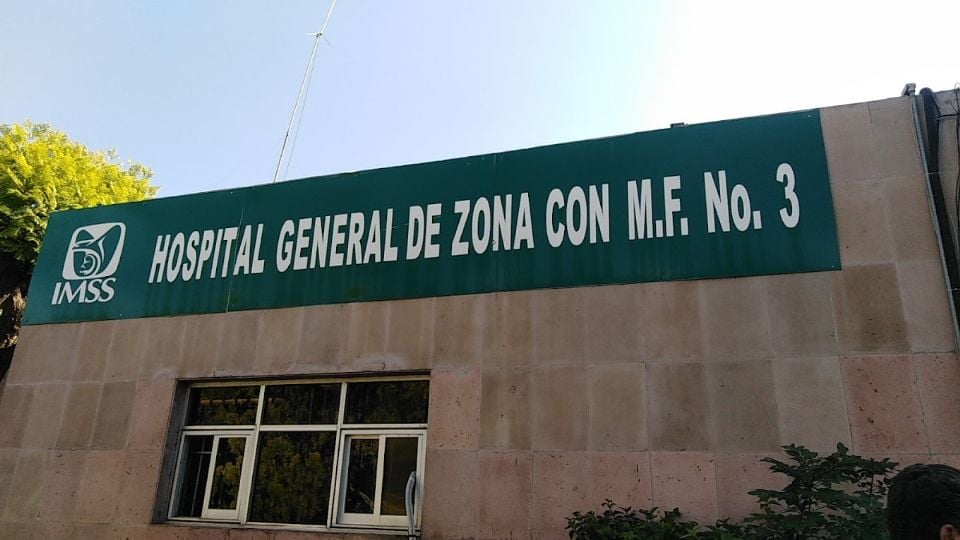 IMSS
HOSPITAL GENERAL DE ZONA CON M.F. No. 3